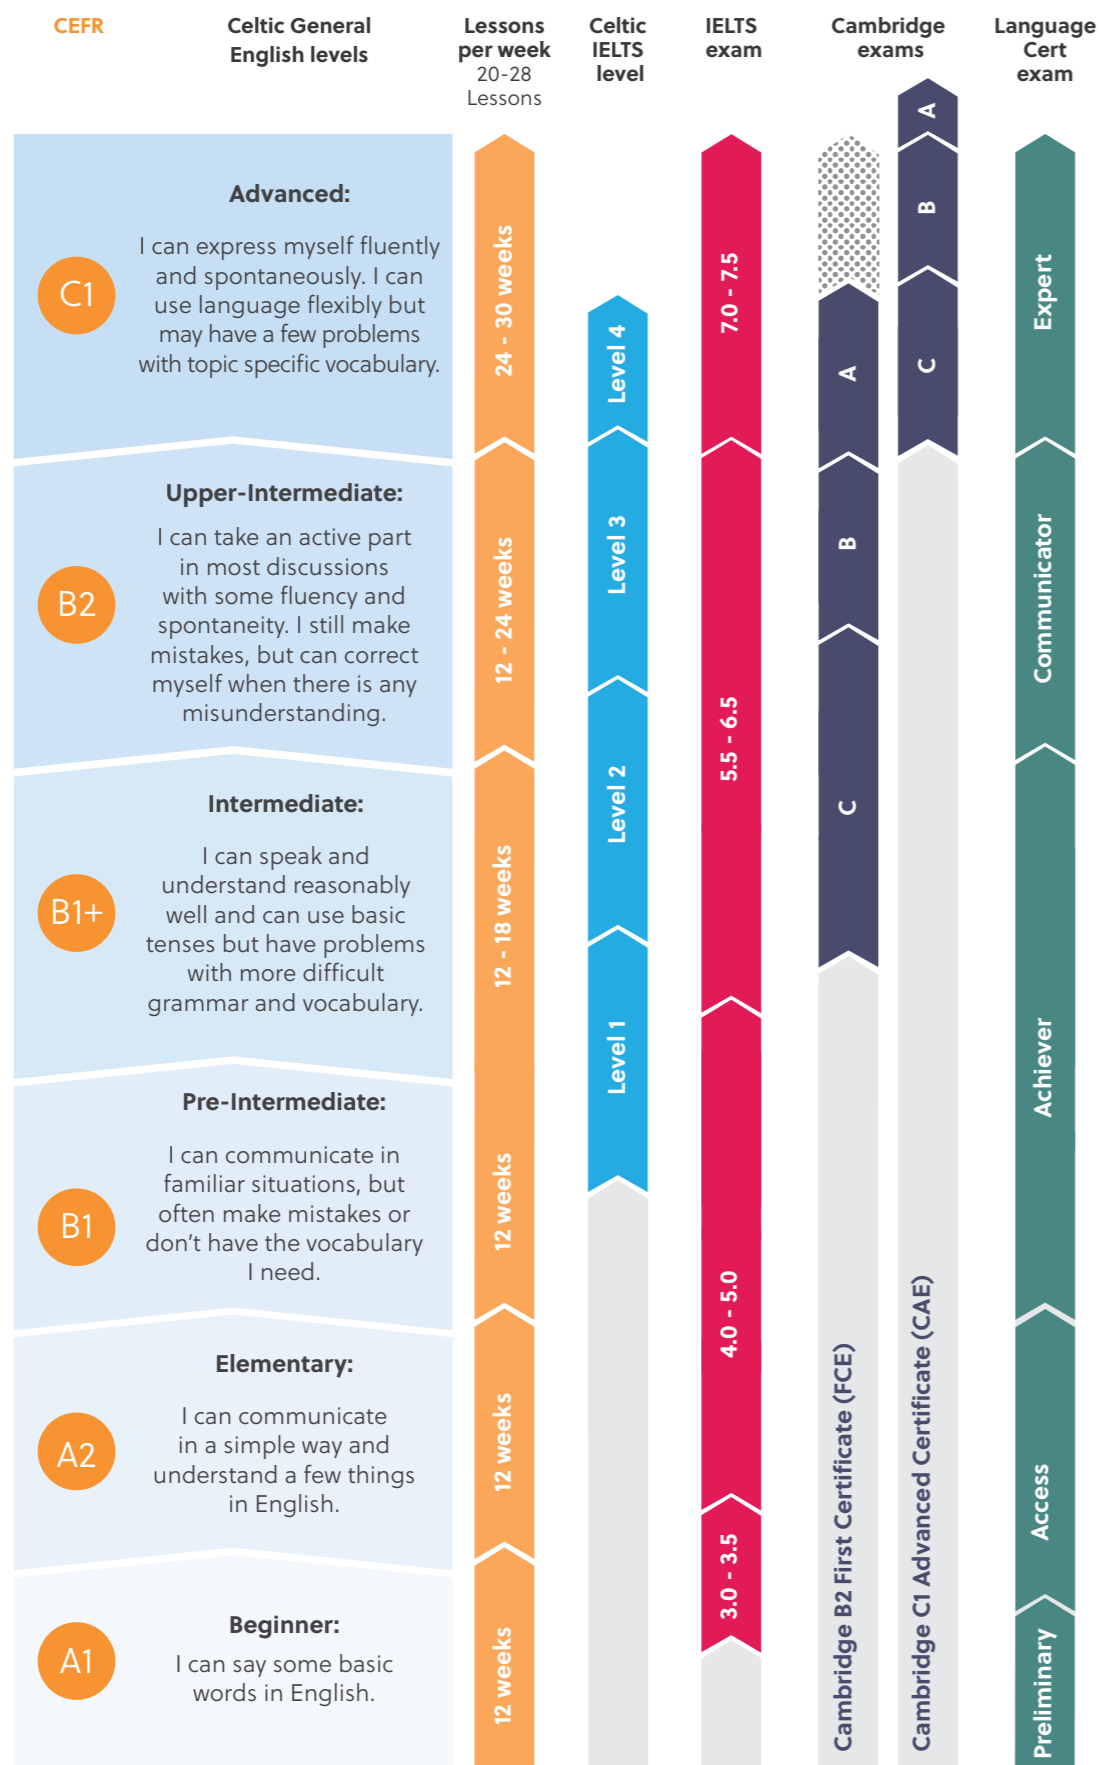 CEFR
Celtic General
English levels
Lessons
per week
20-28
Lessons
Celtic
IELTS
level
IELTS
exam
Cambridge
exams
Language
Cert
exam
C1
Advanced:
I can express myself fluently
and spontaneously. I can
use language flexibly but
may have a few problems
with topic specific vocabulary.
B2
Upper-Intermediate:
I can take an active part
in most discussions
with some fluency and
spontaneity. I still make
mistakes, but can correct
myself when there is any
misunderstanding.
B1+
Intermediate:
I can speak and
understand reasonably
well and can use basic
tenses but have problems
with more difficult
grammar and vocabulary.
B1
Pre-Intermediate:
I can communicate in
familiar situations, but
often make mistakes or
don't have the vocabulary
I need.
A2
Elementary:
I can communicate
in a simple way and
understand a few things
in English.
A1
Beginner:
I can say some basic
words in English.
24 - 30 weeks
12 - 24 weeks
12 - 18 weeks
12 weeks
12 weeks
12 weeks
Level 4
Level 3
Level 2
Level 1
7.0 - 7.5
5.5 - 6.5
4.0 - 5.0
3.0 - 3.5
A
B
C
Cambridge B2 First Certificate (FCE)
A
B
C
Cambridge C1 Advanced Certificate (CAE)
Expert
Communicator
Achiever
Access
Preliminary